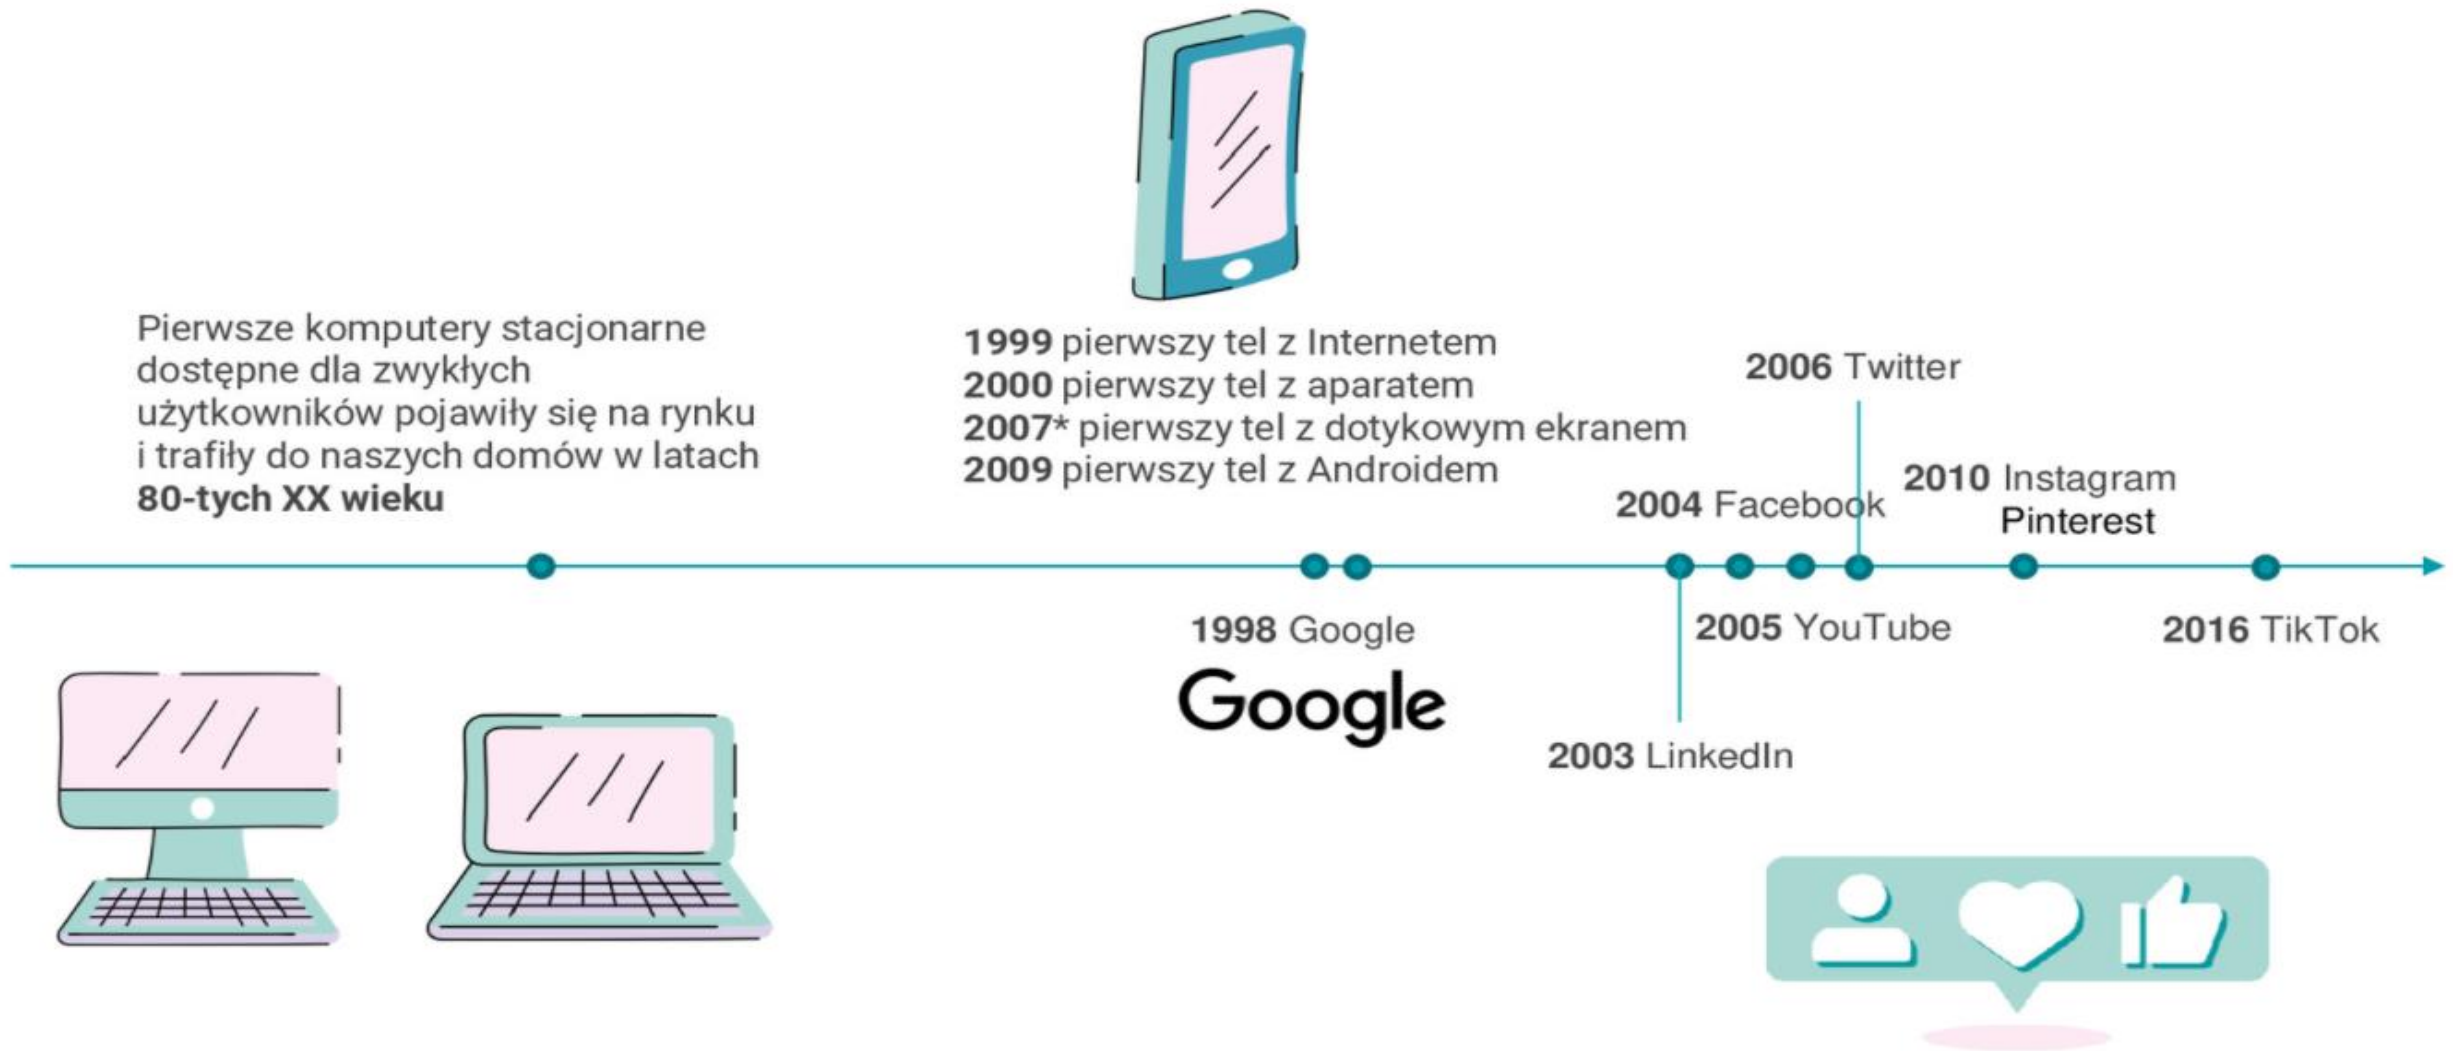 Pierwsze komputery stacjonarne
dostępne dla zwykłych
użytkowników pojawiły się na rynku
i trafiły do naszych domów w latach
80-tych XX wieku
1999 pierwszy tel z Internetem
2000 pierwszy tel z aparatem
2007* pierwszy tel z dotykowym ekranem
2009 pierwszy tel z Androidem
2006 Twitter
2004 Facebook
2010 Instagram
Pinterest
1998 Google
Google
2005 YouTube
2016 TikTok
2003 LinkedIn